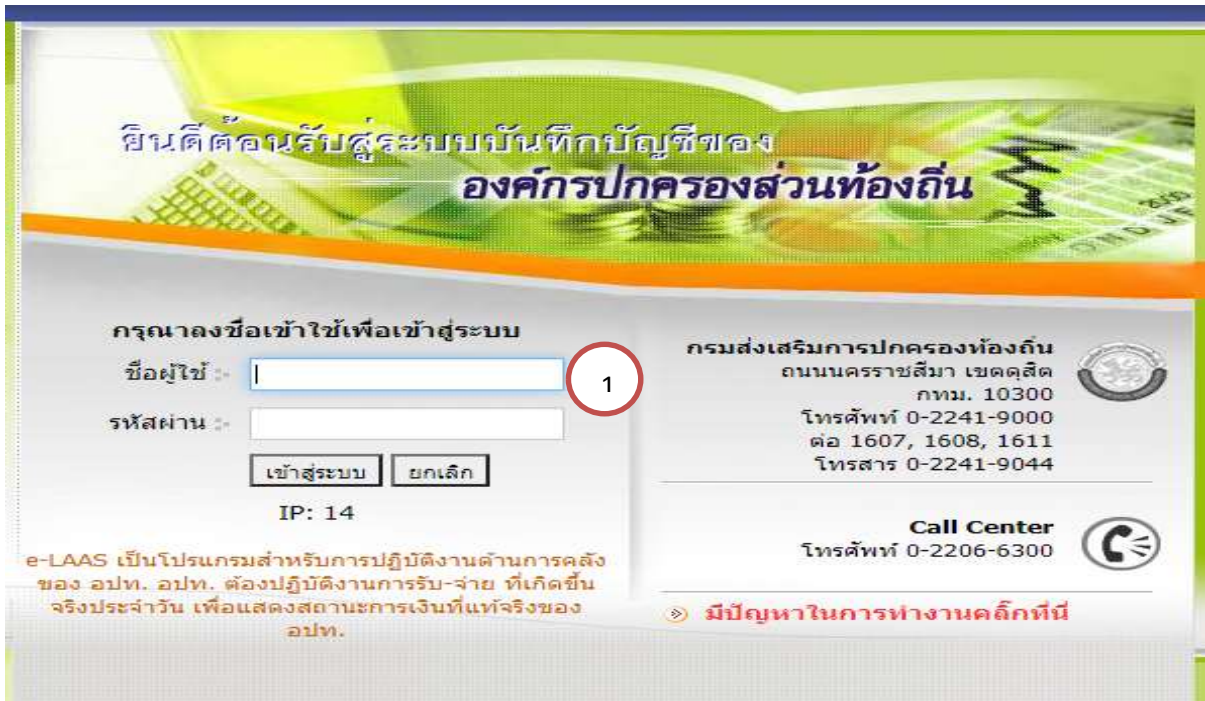 ยินดีต้อนรับสู่ระบบบันทึกบัญชีของ
องค์กรปกครองส่วนท้องถิ่น
กรุณาลงชื่อเข้าใช้เพื่อเข้าสู่ระบบ
ชื่อผู้ใช้ :-
1
รหัสผ่าน :-
เข้าสู่ระบบ ยกเลิก
IP: 14
e-LAAS เป็นโปรแกรมสำหรับการปฏิบัติงานด้านการคลัง
ของ อปท. อปท. ต้องปฏิบัติงานการรับ-จ่าย ที่เกิดขึ้น
จริงประจำวัน เพื่อแสดงสถานะการเงินที่แท้จริงของ
อปท.
กรมส่งเสริมการปกครองท้องถิ่น
ถนนนครราชสีมา เขตดุสิต
กทม. 10300
โทรศัพท์ 0-2241-9000
ต่อ 1607, 1608, 1611
โทรสาร 0-2241-9044
Call Center
โทรศัพท์ 0-2206-6300
มีปัญหาในการทำงานคลิ๊กที่นี่